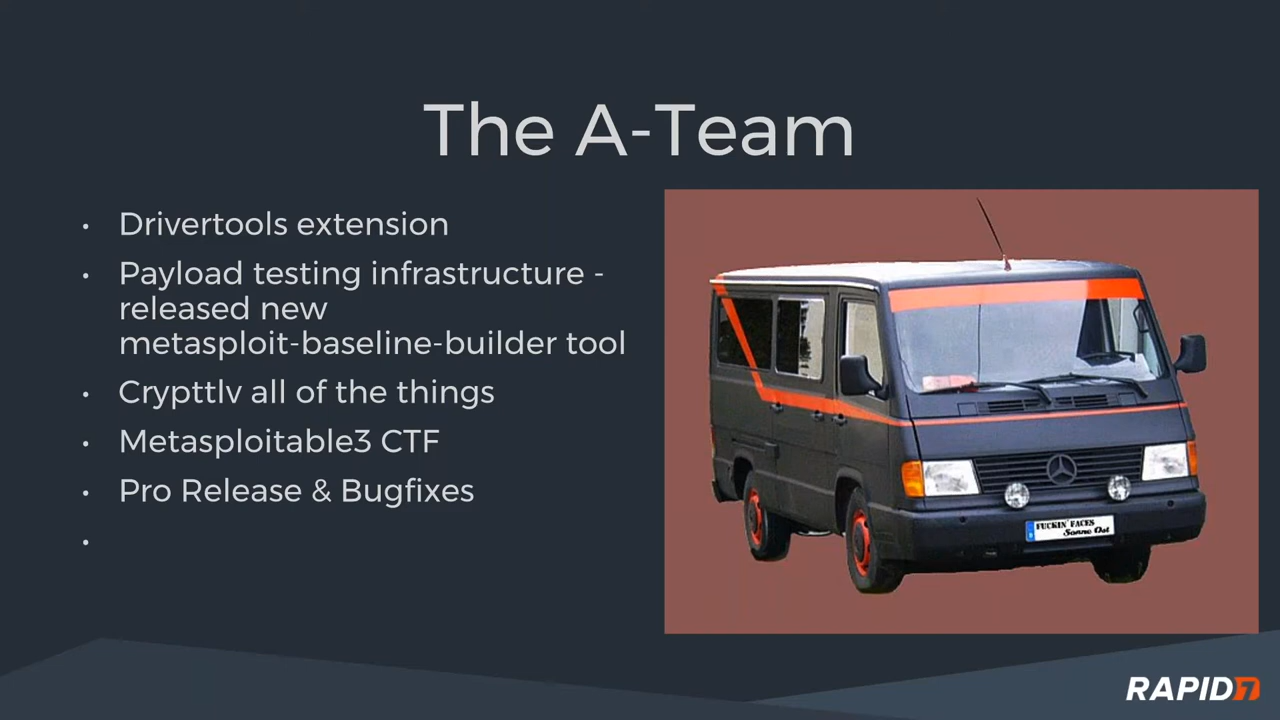 The A-Team
• Drivertools extension
• Payload testing infrastructure -
released new
metasploit-baseline-builder tool
• Crypttlv all of the things
• Metasploitable3 CTF
• Pro Release & Bugfixes
•
FUCKIN' FACES
Sonne Ost
RAPID7